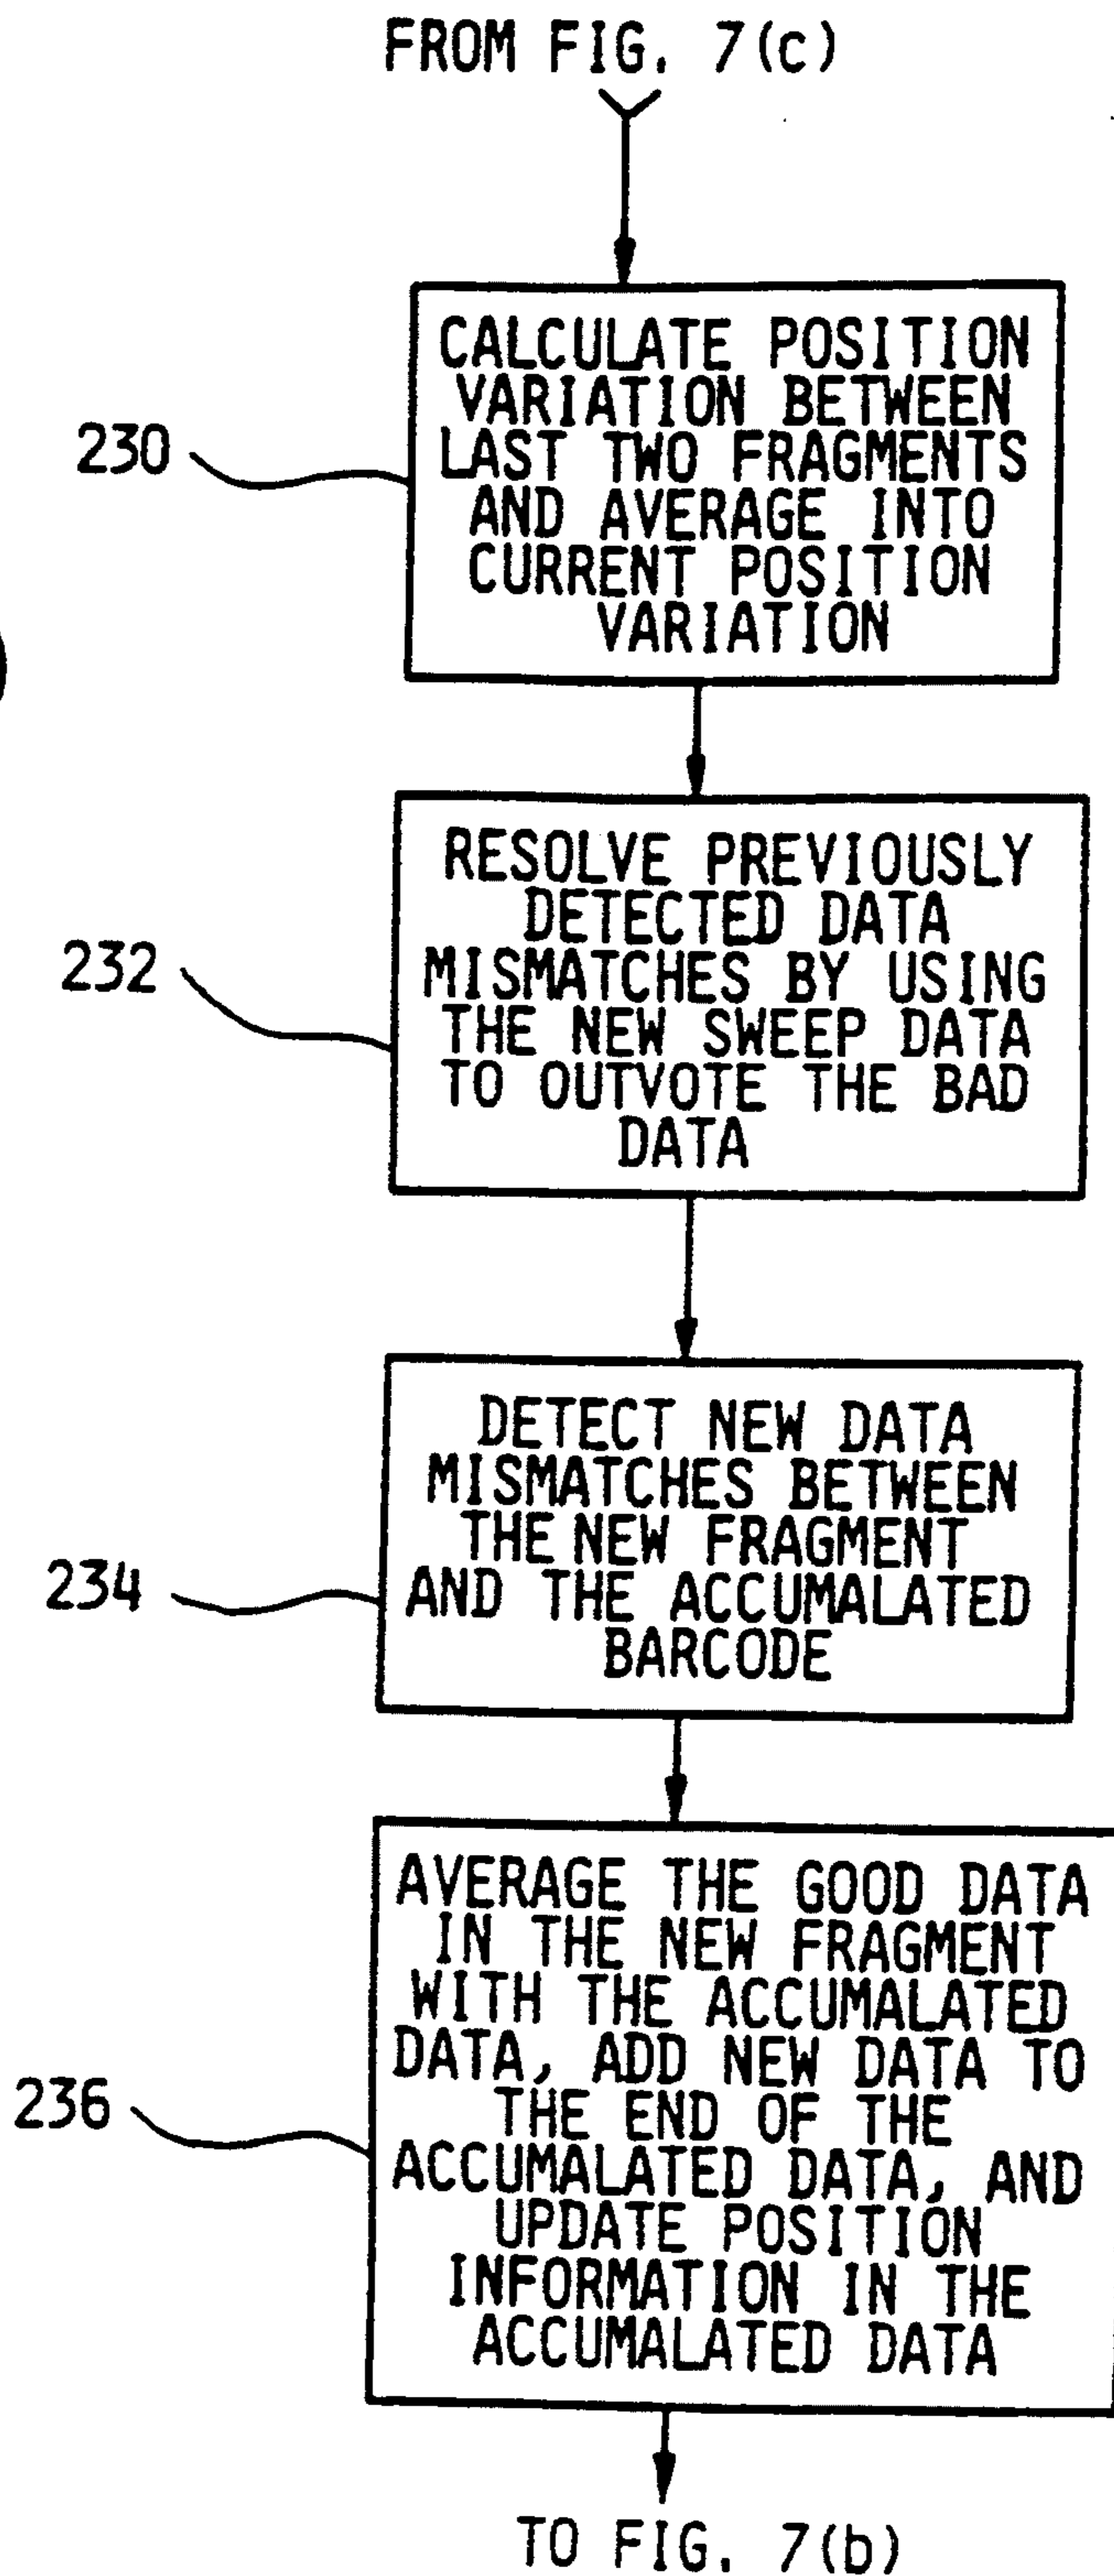 FROM FIG. 7(c)
230
CALCULATE POSITION
VARIATION BETWEEN
LAST TWO FRAGMENTS
AND AVERAGE INTO
CURRENT POSITION
VARIATION
232
RESOLVE PREVIOUSLY
DETECTED DATA
MISMATCHES BY USING
THE NEW SWEEP DATA
TO OUTVOTE THE BAD
DATA
234
DETECT NEW DATA
MISMATCHES BETWEEN
THE NEW FRAGMENT
AND THE ACCUMALATED
BARCODE
236
AVERAGE THE GOOD DATA
IN THE NEW FRAGMENT
WITH THE ACCUMALATED
DATA, ADD NEW DATA TO
THE END OF THE
ACCUMALATED DATA, AND
UPDATE POSITION
INFORMATION IN THE
ACCUMALATED DATA
TO FIG. 7(b)